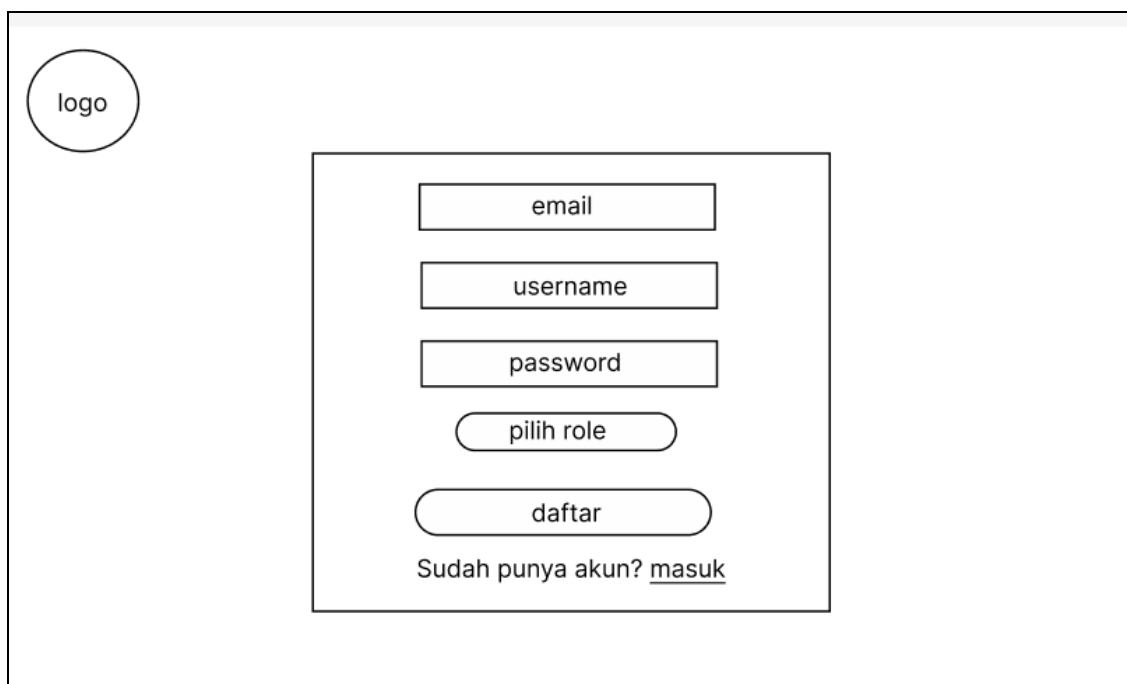 logo
email
username
password
pilih role
daftar
Sudah punya akun? masuk